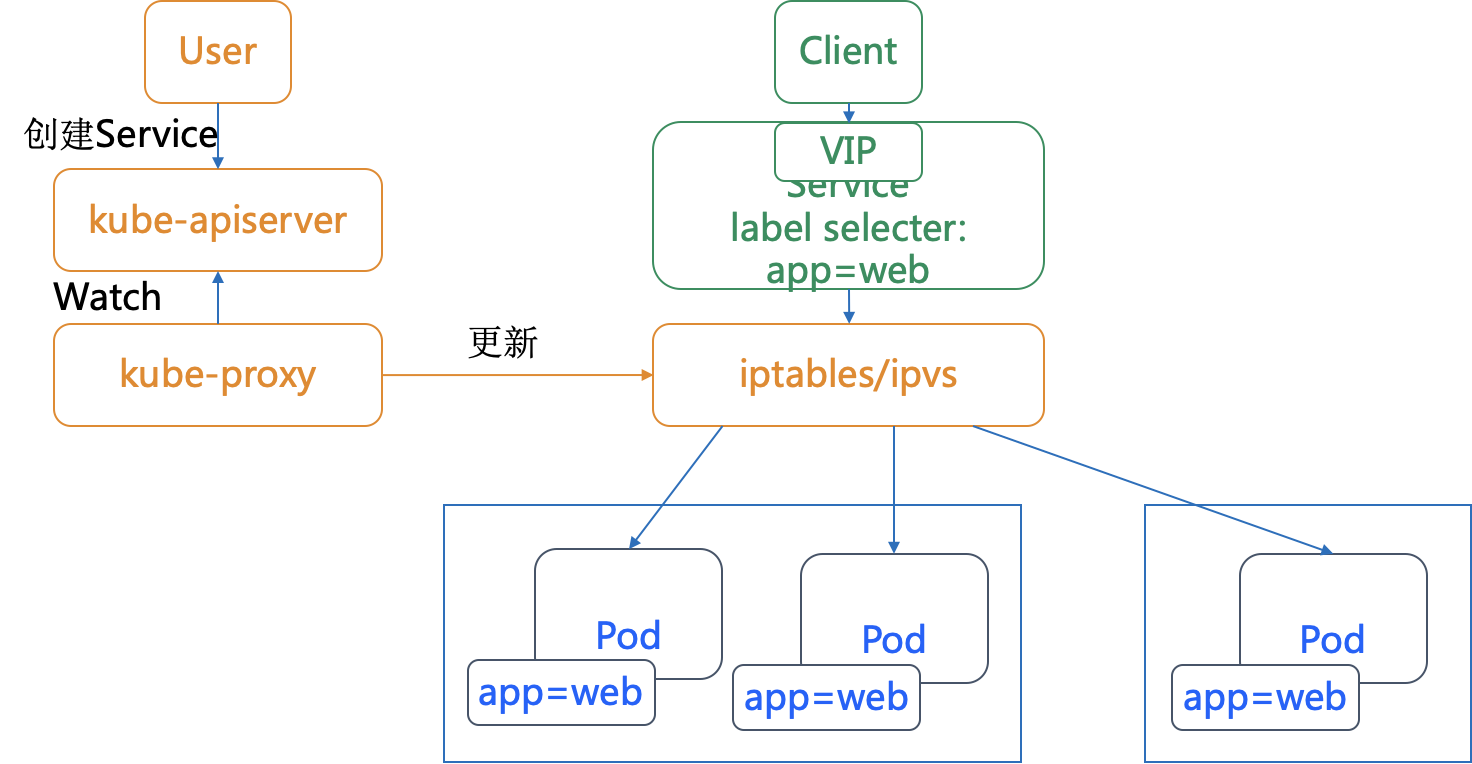 User
创建Service
kube-apiserver
Watch
kube-proxy
更新
Client
VIP
Service
label selecter:
app=web
iptables/ipvs
Pod
app=web
Pod
app=web
Pod
app=web